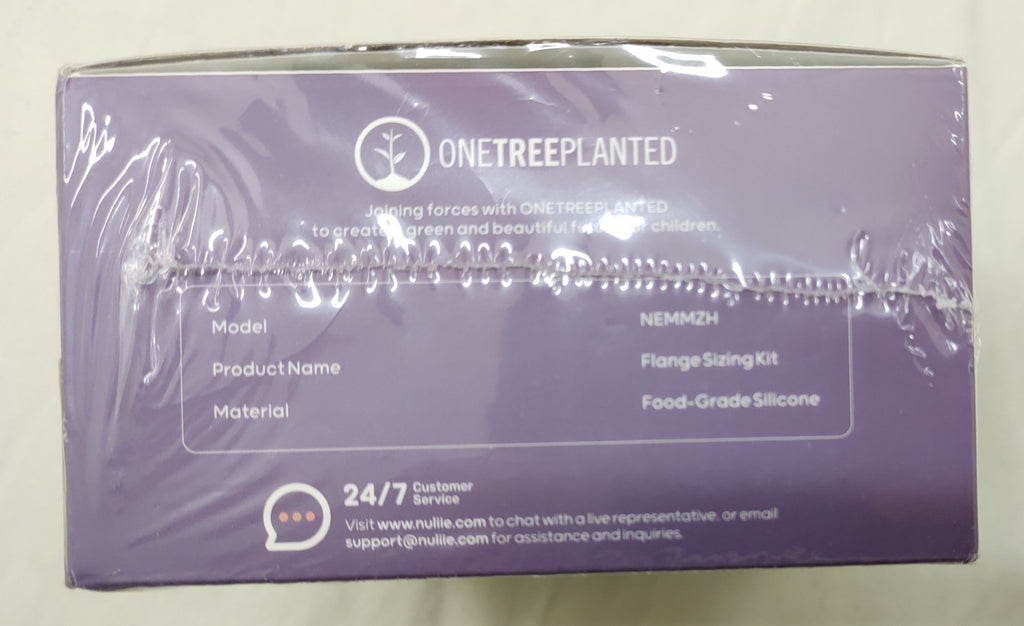 ONETREEPLANTED
Joining forces with ONETREEPLANTED
to create green and beautiful for children.
Model NEMMZH
Product Name Flange Sizing Kit
Material Food-Grade Silicone
24/7 Customer Service
Visit www.nuliie.com to chat with a live representative, or email
support@nuliie.com for assistance and inquiries.